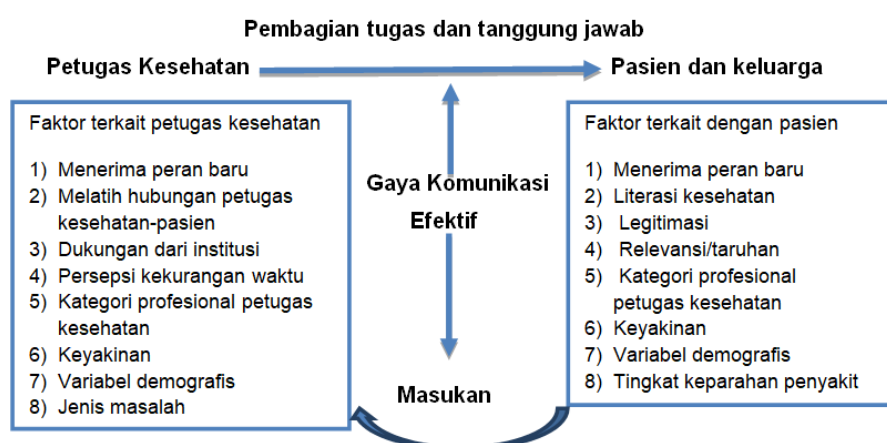 Pembagian tugas dan tanggung jawab
Petugas Kesehatan
Pasien dan keluarga
Faktor terkait petugas kesehatan
1) Menerima peran baru
2) Melatih hubungan petugas
kesehatan-pasien
3) Dukungan dari institusi
4) Persepsi kekurangan waktu
5) Kategori profesional petugas
kesehatan
6) Keyakinan
7) Variabel demografis
8) Jenis masalah
Gaya Komunikasi
Efektif
Masukan
Faktor terkait dengan pasien
1) Menerima peran baru
2) Literasi kesehatan
3) Legitimasi
4) Relevansi/taruhan
5) Kategori profesional
petugas kesehatan
6) Keyakinan
7) Variabel demografis
8) Tingkat keparahan penyakit